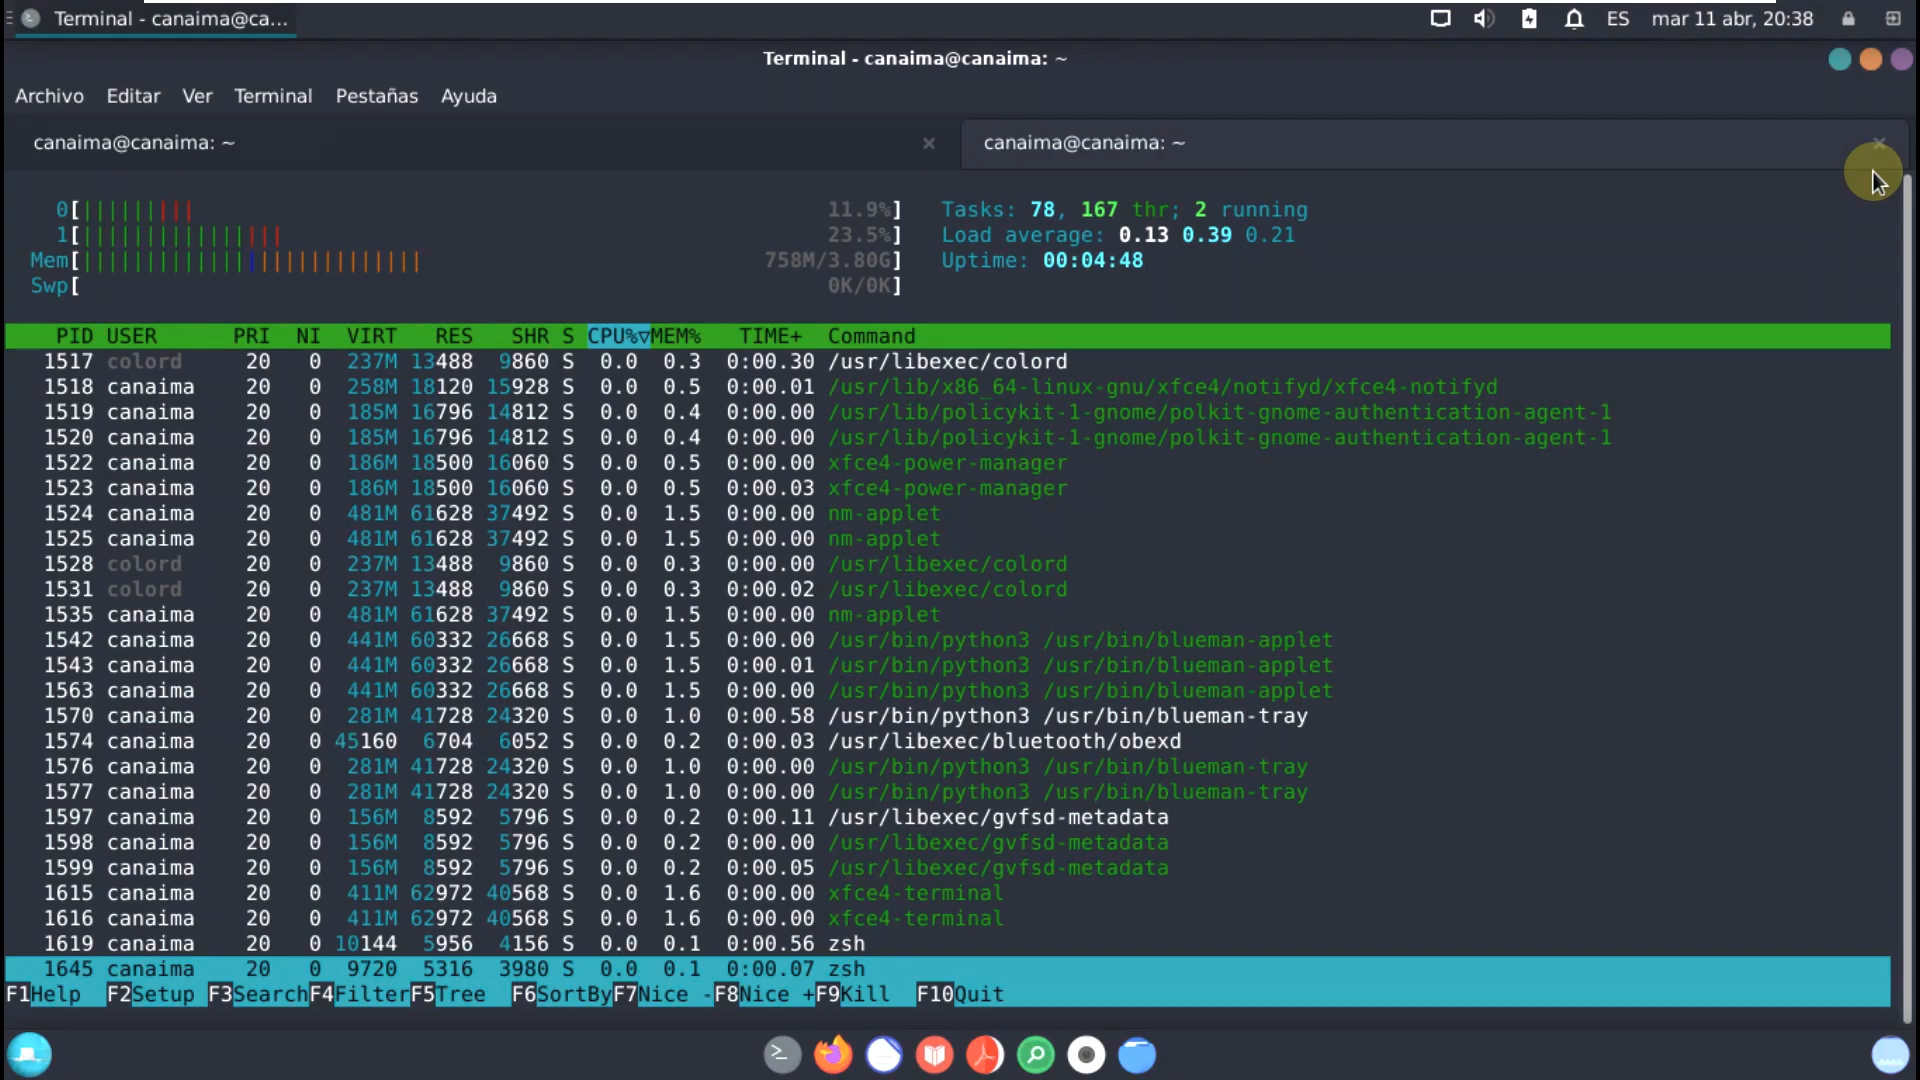 Terminal - canaima@ca...
ES mar 11 abr, 20:38
Terminal - canaima@canaima: ~
Archivo Editar Ver Terminal Pestañas Ayuda
canaima@canaima: ~ canaima@canaima: ~
0[||||||||| 11.9%] Tasks: 78, 167 thr; 2 running
1[|||||||||||||||| 23.5%] Load average: 0.13 0.39 0.21
Mem[||||||||||||||||||||||||||| 758M/3.80G] Uptime: 00:04:48
Swp[ 0K/0K]
PID USER PRI NI VIRT RES SHR S CPU%▽MEM% TIME+ Command
1517 colord 20 0 237M 13488 9860 S 0.0 0.3 0:00.30 /usr/libexec/colord
1518 canaima 20 0 258M 18120 15928 S 0.0 0.5 0:00.01 /usr/lib/x86_64-linux-gnu/xfce4/notifyd/xfce4-notifyd
1519 canaima 20 0 185M 16796 14812 S 0.0 0.4 0:00.00 /usr/lib/policykit-1-gnome/polkit-gnome-authentication-agent-1
1520 canaima 20 0 185M 16796 14812 S 0.0 0.4 0:00.00 /usr/lib/policykit-1-gnome/polkit-gnome-authentication-agent-1
1522 canaima 20 0 186M 18500 16060 S 0.0 0.5 0:00.00 xfce4-power-manager
1523 canaima 20 0 186M 18500 16060 S 0.0 0.5 0:00.03 xfce4-power-manager
1524 canaima 20 0 481M 61628 37492 S 0.0 1.5 0:00.00 nm-applet
1525 canaima 20 0 481M 61628 37492 S 0.0 1.5 0:00.00 nm-applet
1528 colord 20 0 237M 13488 9860 S 0.0 0.3 0:00.00 /usr/libexec/colord
1531 colord 20 0 237M 13488 9860 S 0.0 0.3 0:00.02 /usr/libexec/colord
1535 canaima 20 0 481M 61628 37492 S 0.0 1.5 0:00.00 nm-applet
1542 canaima 20 0 441M 60332 26668 S 0.0 1.5 0:00.00 /usr/bin/python3 /usr/bin/blueman-applet
1543 canaima 20 0 441M 60332 26668 S 0.0 1.5 0:00.01 /usr/bin/python3 /usr/bin/blueman-applet
1563 canaima 20 0 441M 60332 26668 S 0.0 1.5 0:00.00 /usr/bin/python3 /usr/bin/blueman-applet
1570 canaima 20 0 281M 41728 24320 S 0.0 1.0 0:00.58 /usr/bin/python3 /usr/bin/blueman-tray
1574 canaima 20 0 45160 6704 6052 S 0.0 0.2 0:00.03 /usr/libexec/bluetooth/obexd
1576 canaima 20 0 281M 41728 24320 S 0.0 1.0 0:00.00 /usr/bin/python3 /usr/bin/blueman-tray
1577 canaima 20 0 281M 41728 24320 S 0.0 1.0 0:00.00 /usr/bin/python3 /usr/bin/blueman-tray
1597 canaima 20 0 156M 8592 5796 S 0.0 0.2 0:00.11 /usr/libexec/gvfsd-metadata
1598 canaima 20 0 156M 8592 5796 S 0.0 0.2 0:00.00 /usr/libexec/gvfsd-metadata
1599 canaima 20 0 156M 8592 5796 S 0.0 0.2 0:00.05 /usr/libexec/gvfsd-metadata
1615 canaima 20 0 411M 62972 40568 S 0.0 1.6 0:00.00 xfce4-terminal
1616 canaima 20 0 411M 62972 40568 S 0.0 1.6 0:00.00 xfce4-terminal
1619 canaima 20 0 10144 5956 4156 S 0.0 0.1 0:00.56 zsh
1645 canaima 20 0 9720 5316 3980 S 0.0 0.1 0:00.07 zsh
F1Help F2Setup F3SearchF4FilterF5Tree F6SortByF7Nice -F8Nice +F9Kill F10Quit